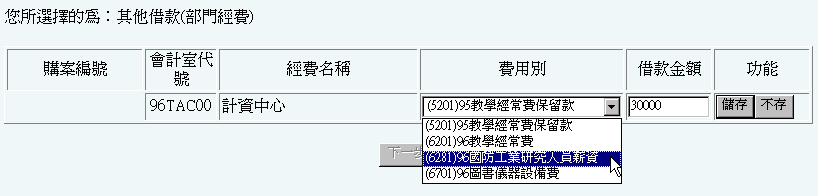 您所選擇的為：其他借款(部門經費)
購案編號 會計室代號 經費名稱 費用別 借款金額 功能
96TAC00 計資中心 (5201)95教學經常費保留款 30000 儲存 不存
(5201)95教學經常費保留款
(6201)96教學經常費
(6281)96國防工業研究人員薪資
(6701)96圖書儀器設備費
下一步